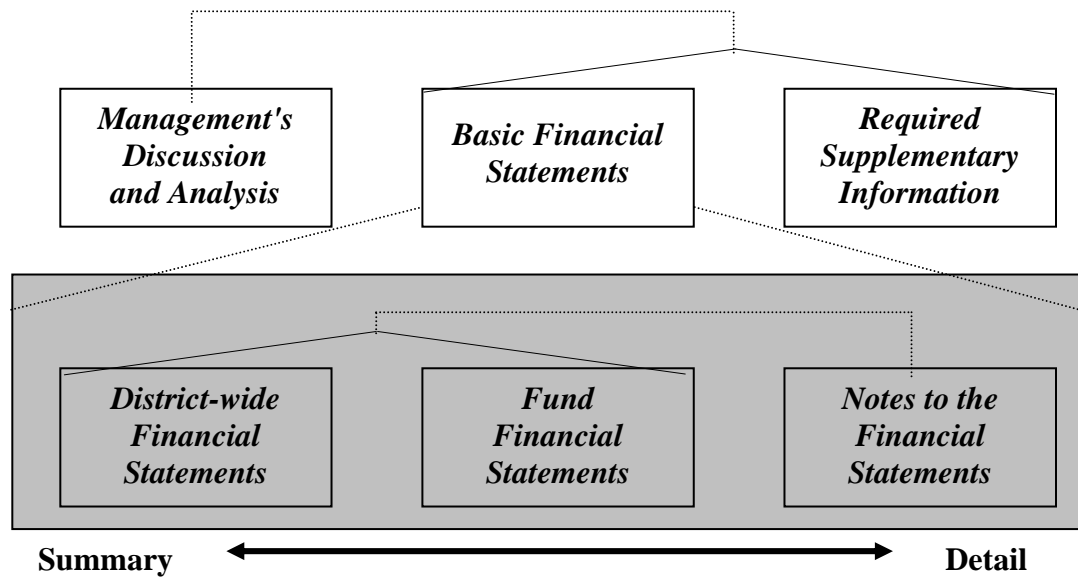 Management's
Discussion
and Analysis
Basic Financial
Statements
Required
Supplementary
Information
District-wide
Financial
Statements
Fund
Financial
Statements
Notes to the
Financial
Statements
Summary
Detail